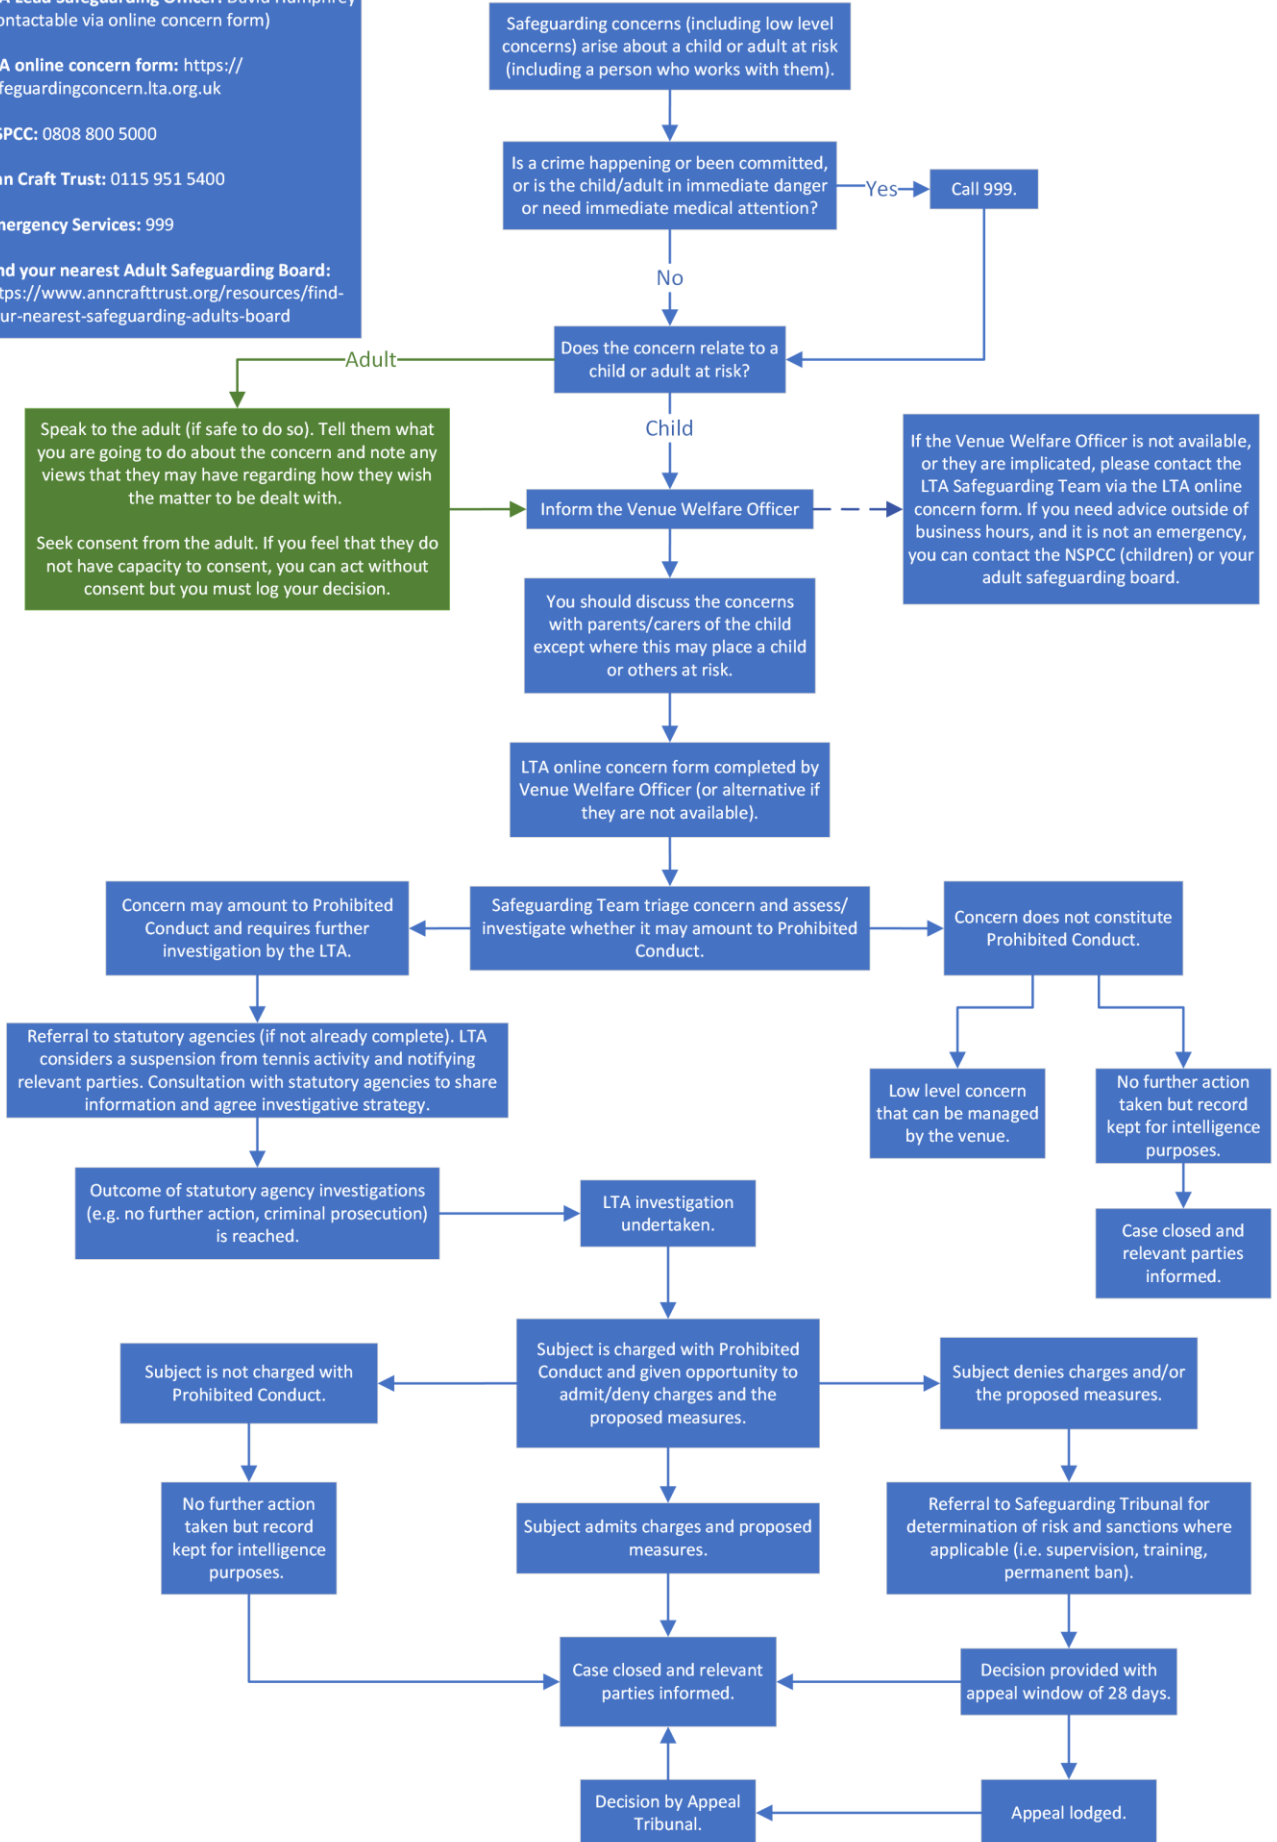 Lead Safeguarding Officer: David Humphrey
ontactable via online concern form)
A online concern form: https://
feguardingconcern.lta.org.uk
SPCC: 0808 800 5000
nn Craft Trust: 0115 951 5400
mergency Services: 999
nd your nearest Adult Safeguarding Board:
tps://www.anncrafttrust.org/resources/find-
ur-nearest-safeguarding-adults-board
Safeguarding concerns (including low level
concerns) arise about a child or adult at risk
(including a person who works with them).
Is a crime happening or been committed,
or is the child/adult in immediate danger
or need immediate medical attention?
Yes
Call 999.
No
Does the concern relate to a
child or adult at risk?
Adult
Child
Speak to the adult (if safe to do so). Tell them what
you are going to do about the concern and note any
views that they may have regarding how they wish
the matter to be dealt with.
Seek consent from the adult. If you feel that they do
not have capacity to consent, you can act without
consent but you must log your decision.
Inform the Venue Welfare Officer
If the Venue Welfare Officer is not available,
or they are implicated, please contact the
LTA Safeguarding Team via the LTA online
concern form. If you need advice outside of
business hours, and it is not an emergency,
you can contact the NSPCC (children) or your
adult safeguarding board.
You should discuss the concerns
with parents/carers of the child
except where this may place a child
or others at risk.
LTA online concern form completed by
Venue Welfare Officer (or alternative if
they are not available).
Concern may amount to Prohibited
Conduct and requires further
investigation by the LTA.
Safeguarding Team triage concern and assess/
investigate whether it may amount to Prohibited
Conduct.
Concern does not constitute
Prohibited Conduct.
Referral to statutory agencies (if not already complete). LTA
considers a suspension from tennis activity and notifying
relevant parties. Consultation with statutory agencies to share
information and agree investigative strategy.
Low level concern
that can be managed
by the venue.
No further action
taken but record
kept for intelligence
purposes.
Outcome of statutory agency investigations
(e.g. no further action, criminal prosecution)
is reached.
LTA investigation
undertaken.
Case closed and
relevant parties
informed.
Subject is not charged with
Prohibited Conduct.
Subject is charged with Prohibited
Conduct and given opportunity to
admit/deny charges and the
proposed measures.
Subject denies charges and/or
the proposed measures.
No further action
taken but record
kept for intelligence
purposes.
Subject admits charges and proposed
measures.
Referral to Safeguarding Tribunal for
determination of risk and sanctions where
applicable (i.e. supervision, training,
permanent ban).
Case closed and relevant
parties informed.
Decision provided with
appeal window of 28 days.
Decision by Appeal
Tribunal.
Appeal lodged.